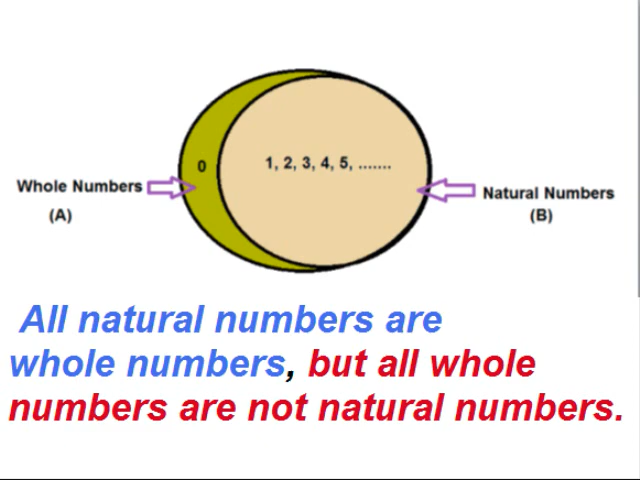 0
1, 2, 3, 4, 5, .......
Whole Numbers
(A)
Natural Numbers
(B)
All natural numbers are
whole numbers, but all whole
numbers are not natural numbers.